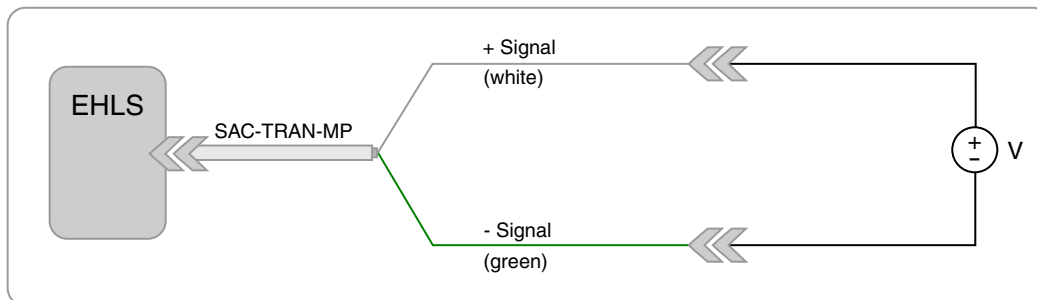 EHLS
SAC-TRAN-MP
+ Signal
(white)
- Signal
(green)
+
-
V